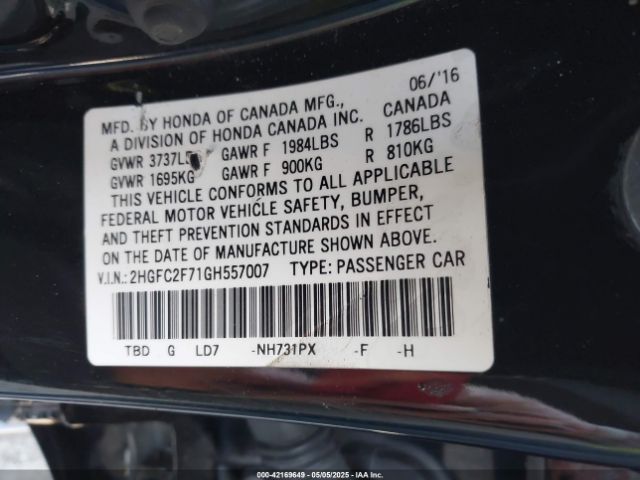 06/'16
MFD. BY HONDA OF CANADA MFG., CANADA
A DIVISION OF HONDA CANADA INC.
GVWR 3737L GAWR F 1984LBS R 1786LBS
GVWR 1695KG GAWR F 900KG R 810KG
THIS VEHICLE CONFORMS TO ALL APPLICABLE
FEDERAL MOTOR VEHICLE SAFETY, BUMPER,
AND THEFT PREVENTION STANDARDS IN EFFECT
ON THE DATE OF MANUFACTURE SHOWN ABOVE.
V.I.N.: 2HGFC2F71GH557007 TYPE: PASSENGER CAR
TBD G LD7 -NH731PX -F -H
000-42169649 - 05/05/2025 - IAA Inc.